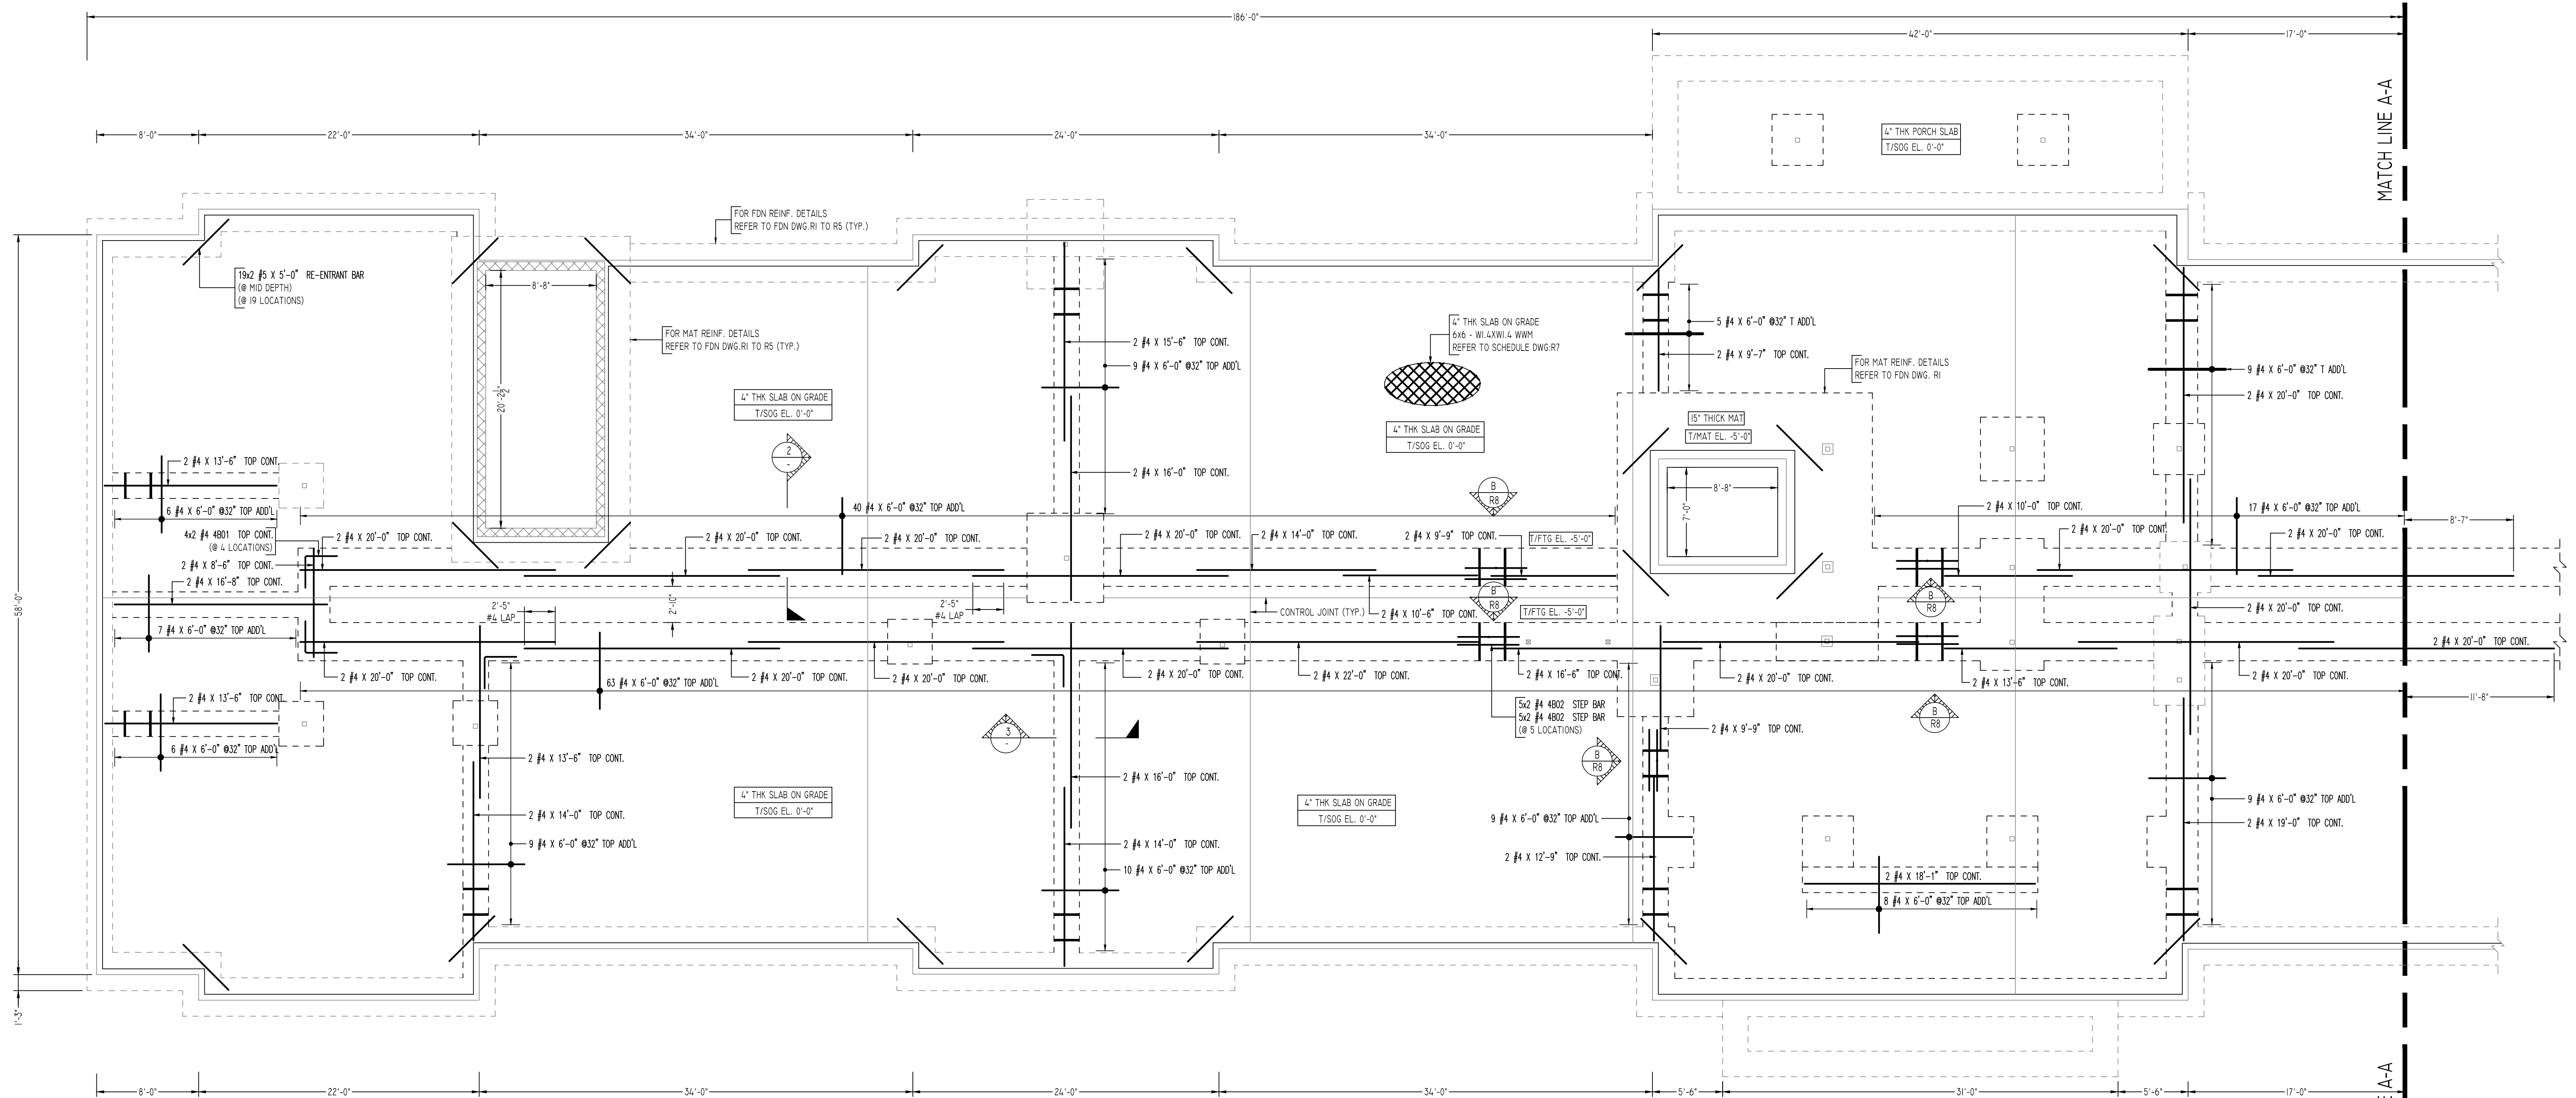 186'-0"
42'-0"
17'-0"
MATCH LINE A-A
8'-0"
22'-0"
34'-0"
24'-0"
34'-0"
4" THK PORCH SLAB
T/SOG EL. 0'-0"
FOR FDN REINF. DETAILS
REFER TO FDN DWG.R1 TO R5 (TYP.)
19x2 #5 X 5'-0" RE-ENTRANT BAR
(@ MID DEPTH)
(@ 19 LOCATIONS)
8'-8"
20'-2½"
FOR MAT REINF. DETAILS
REFER TO FDN DWG.R1 TO R5 (TYP.)
4" THK SLAB ON GRADE
T/SOG EL. 0'-0"
2
-
2 #4 X 15'-6" TOP CONT.
9 #4 X 6'-0" @32" TOP ADD'L
2 #4 X 16'-0" TOP CONT.
4" THK SLAB ON GRADE
6x6 - W1.4XW1.4 WWM
REFER TO SCHEDULE DWG:R7
4" THK SLAB ON GRADE
T/SOG EL. 0'-0"
5 #4 X 6'-0" @32" T ADD'L
2 #4 X 9'-7" TOP CONT.
FOR MAT REINF. DETAILS
REFER TO FDN DWG. R1
15" THICK MAT
T/MAT EL. -5'-0"
8'-8"
7'-0"
9 #4 X 6'-0" @32" T ADD'L
2 #4 X 20'-0" TOP CONT.
58'-0"
2 #4 X 13'-6" TOP CONT.
6 #4 X 6'-0" @32" TOP ADD'L
4x2 #4 4B01 TOP CONT.
(@ 4 LOCATIONS)
2 #4 X 8'-6" TOP CONT.
2 #4 X 16'-8" TOP CONT.
7 #4 X 6'-0" @32" TOP ADD'L
2 #4 X 13'-6" TOP CONT.
6 #4 X 6'-0" @32" TOP ADD'L
40 #4 X 6'-0" @32" TOP ADD'L
2 #4 X 20'-0" TOP CONT.
2 #4 X 20'-0" TOP CONT.
2 #4 X 20'-0" TOP CONT.
2 #4 X 20'-0" TOP CONT.
2 #4 X 14'-0" TOP CONT.
2 #4 X 9'-9" TOP CONT.
T/FTG EL. -5'-0"
B
R8
B
R8
T/FTG EL. -5'-0"
2 #4 X 10'-0" TOP CONT.
2 #4 X 20'-0" TOP CONT.
17 #4 X 6'-0" @32" TOP ADD'L
8'-7"
2 #4 X 20'-0" TOP CONT.
2'-5"
#4 LAP
2'-10"
2'-5"
#4 LAP
CONTROL JOINT (TYP.)
2 #4 X 10'-6" TOP CONT.
B
R8
2 #4 X 20'-0" TOP CONT.
2 #4 X 20'-0" TOP CONT.
2 #4 X 20'-0" TOP CONT.
63 #4 X 6'-0" @32" TOP ADD'L
2 #4 X 20'-0" TOP CONT.
2 #4 X 20'-0" TOP CONT.
2 #4 X 20'-0" TOP CONT.
2 #4 X 22'-0" TOP CONT.
2 #4 X 16'-6" TOP CONT.
2 #4 X 20'-0" TOP CONT.
2 #4 X 13'-6" TOP CONT.
2 #4 X 20'-0" TOP CONT.
11'-8"
5x2 #4 4B02 STEP BAR
5x2 #4 4B02 STEP BAR
(@ 5 LOCATIONS)
B
R8
B
R8
3
-
2 #4 X 9'-9" TOP CONT.
2 #4 X 13'-6" TOP CONT.
2 #4 X 14'-0" TOP CONT.
9 #4 X 6'-0" @32" TOP ADD'L
4" THK SLAB ON GRADE
T/SOG EL. 0'-0"
2 #4 X 16'-0" TOP CONT.
2 #4 X 14'-0" TOP CONT.
10 #4 X 6'-0" @32" TOP ADD'L
4" THK SLAB ON GRADE
T/SOG EL. 0'-0"
9 #4 X 6'-0" @32" TOP ADD'L
2 #4 X 12'-9" TOP CONT.
2 #4 X 18'-1" TOP CONT.
8 #4 X 6'-0" @32" TOP ADD'L
9 #4 X 6'-0" @32" TOP ADD'L
2 #4 X 19'-0" TOP CONT.
1'-3"
8'-0"
22'-0"
34'-0"
24'-0"
34'-0"
5'-6"
31'-0"
5'-6"
17'-0"
A-A